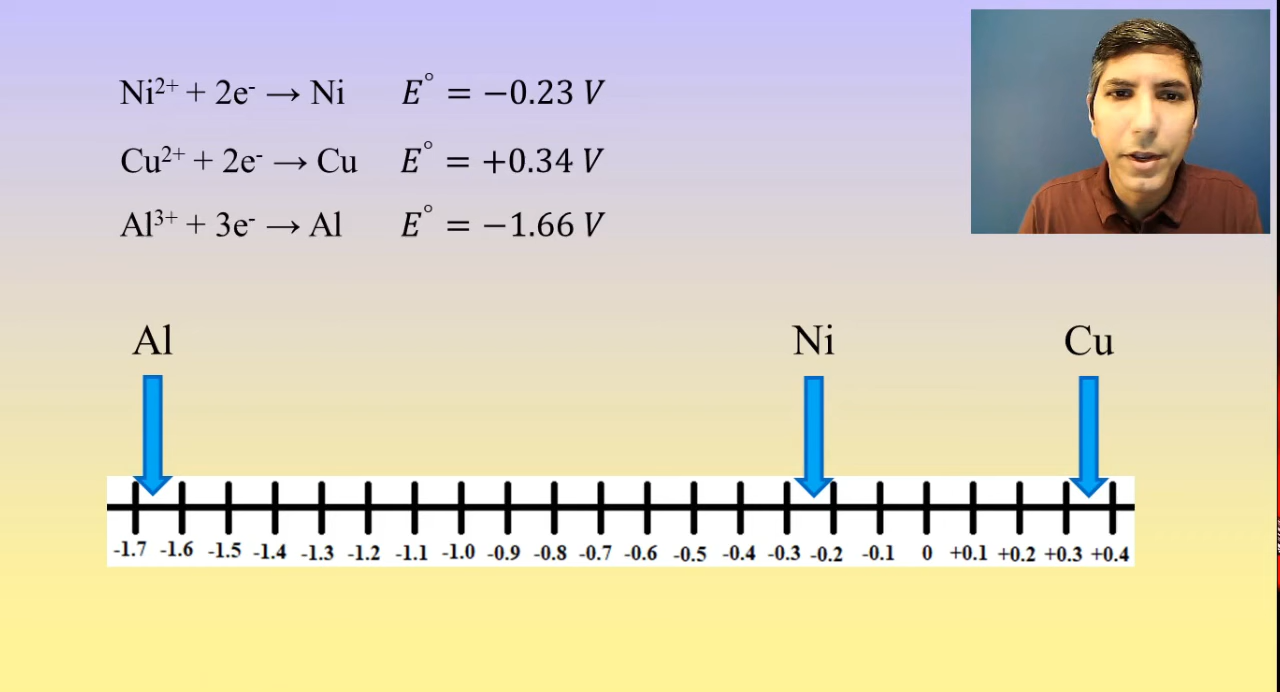 Ni²⁺ + 2e⁻ → Ni E° = −0.23 V
Cu²⁺ + 2e⁻ → Cu E° = +0.34 V
Al³⁺ + 3e⁻ → Al E° = −1.66 V
Al Ni Cu
-1.7 -1.6 -1.5 -1.4 -1.3 -1.2 -1.1 -1.0 -0.9 -0.8 -0.7 -0.6 -0.5 -0.4 -0.3 -0.2 -0.1 0 +0.1 +0.2 +0.3 +0.4